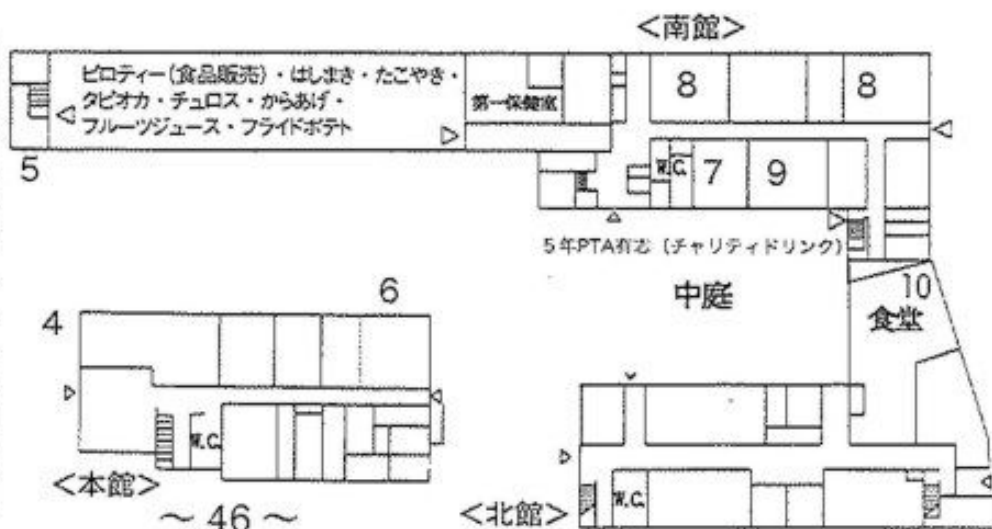 <南館>
ピロティー(食品販売)・はしまき・たこやき・
タピオカ・チュロス・からあげ・
フルーツジュース・フライドポテト
第一保健室
8
8
5
W.C.
7
9
5年PTA有志(チャリティドリンク)
中庭
10
食堂
4
6
W.C.
<本館>
W.C.
<北館>
~ 46 ~